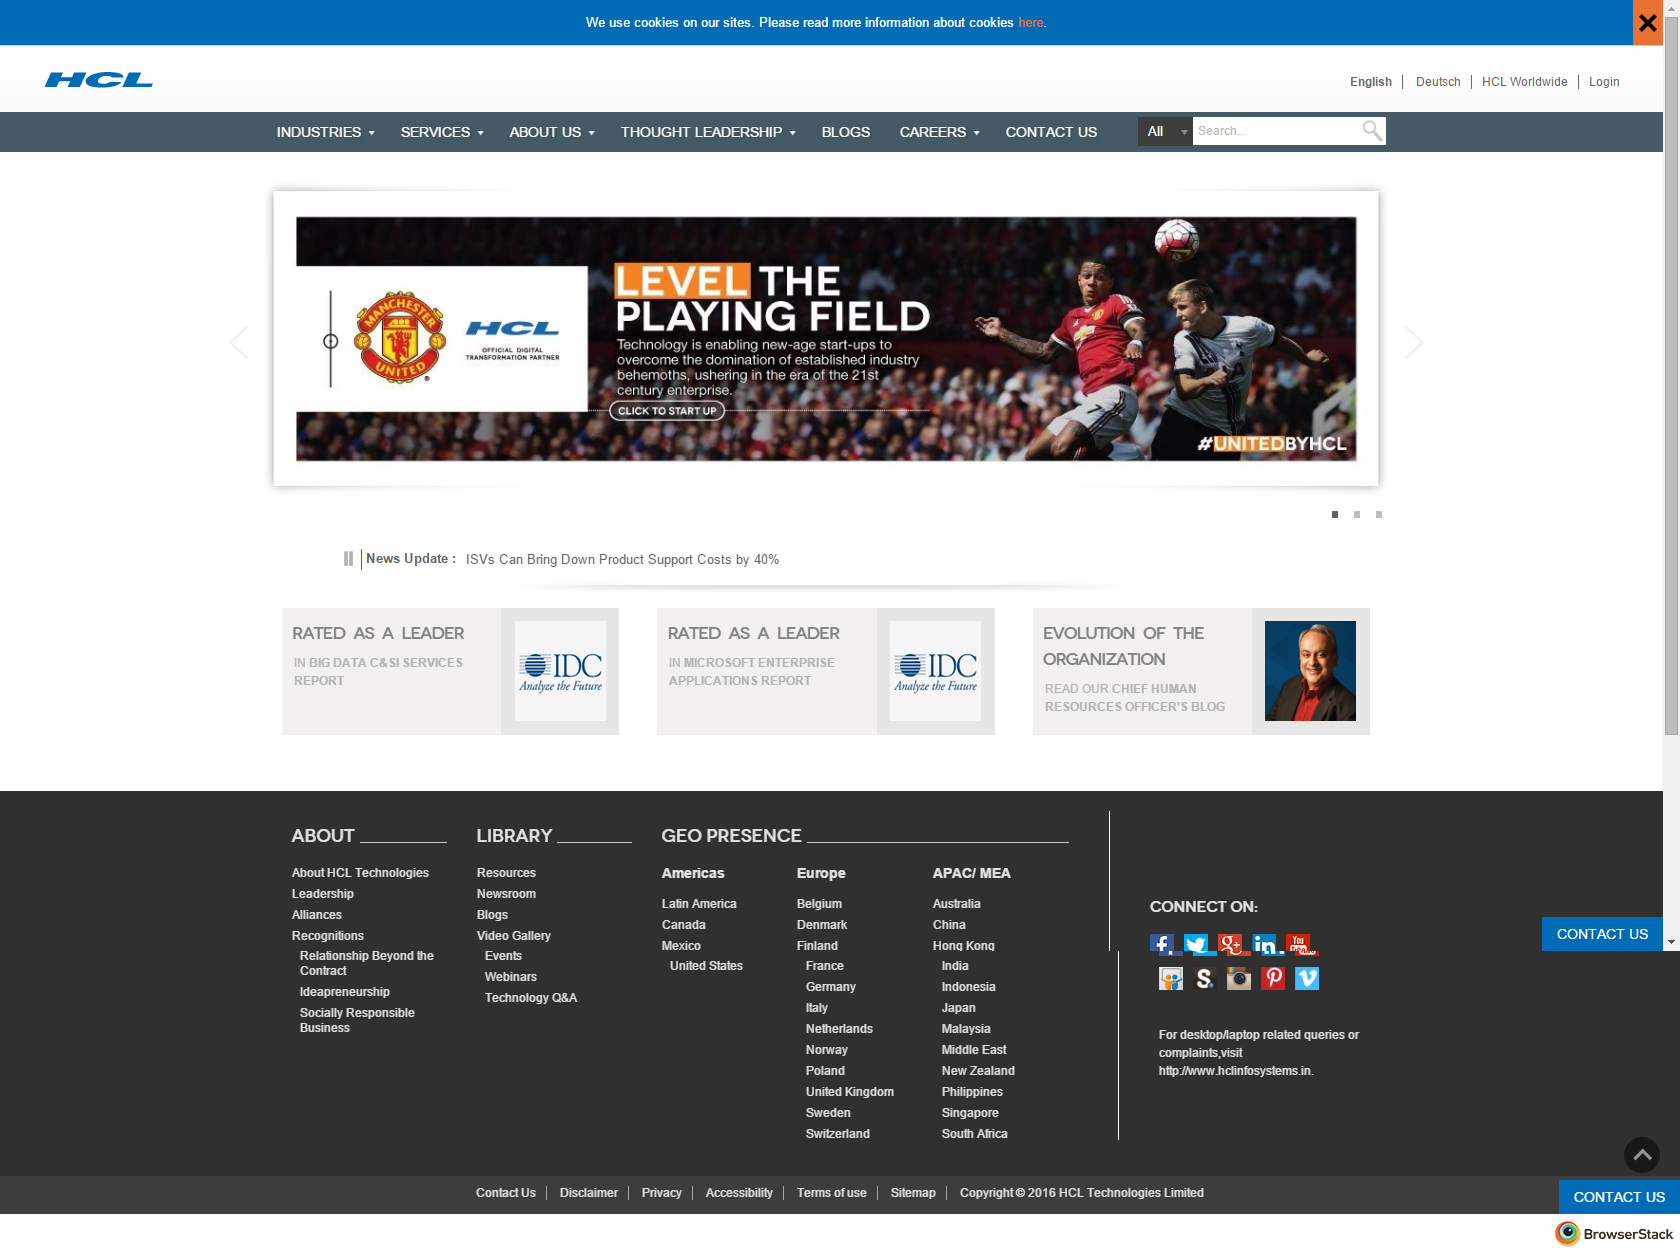 We use cookies on our sites. Please read more information about cookies here.
HCL
English Deutsch HCL Worldwide Login
INDUSTRIES SERVICES ABOUT US THOUGHT LEADERSHIP BLOGS CAREERS CONTACT US All Search...
LEVEL THE
PLAYING FIELD
MANCHESTER
UNITED
HCL
OFFICIAL DIGITAL
TRANSFORMATION PARTNER
Technology is enabling new-age start-ups to
overcome the domination of established industry
behemoths, ushering in the era of the 21st
century enterprise.
CLICK TO START UP
#UNITEDBYHCL
News Update : ISVs Can Bring Down Product Support Costs by 40%
RATED AS A LEADER
IN BIG DATA C&SI SERVICES
REPORT
IDC
Analyze the Future
RATED AS A LEADER
IN MICROSOFT ENTERPRISE
APPLICATIONS REPORT
IDC
Analyze the Future
EVOLUTION OF THE
ORGANIZATION
READ OUR CHIEF HUMAN
RESOURCES OFFICER'S BLOG
ABOUT
About HCL Technologies
Leadership
Alliances
Recognitions
Relationship Beyond the
Contract
Ideapreneurship
Socially Responsible
Business
LIBRARY
Resources
Newsroom
Blogs
Video Gallery
Events
Webinars
Technology Q&A
GEO PRESENCE
Americas
Latin America
Canada
Mexico
United States
Europe
Belgium
Denmark
Finland
France
Germany
Italy
Netherlands
Norway
Poland
United Kingdom
Sweden
Switzerland
APAC/ MEA
Australia
China
Hong Kong
India
Indonesia
Japan
Malaysia
Middle East
New Zealand
Philippines
Singapore
South Africa
CONNECT ON:
For desktop/laptop related queries or
complaints,visit
http://www.hclinfosystems.in.
CONTACT US
Contact Us Disclaimer Privacy Accessibility Terms of use Sitemap Copyright © 2016 HCL Technologies Limited
CONTACT US
BrowserStack